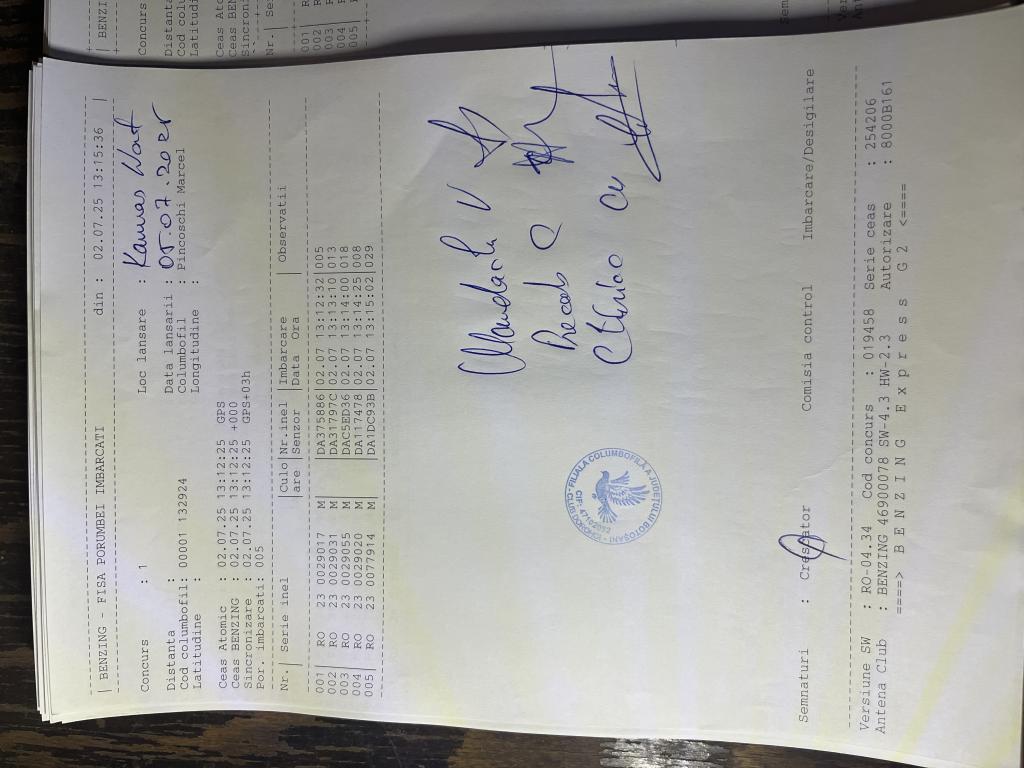 | BENZING - FISA PORUMBEI IMBARCATI din : 02.07.25 13:15:36 |
Concurs : 1 Loc lansare : Kaunas Nat
Distanta : Data lansarii : 05.07.2025
Cod columbofil: 00001 132924 Columbofil : Pincoschi Marcel
Latitudine : Longitudine :
Ceas Atomic : 02.07.25 13:12:25 GPS
Ceas BENZING : 02.07.25 13:12:25 +000
Sincronizare : 02.07.25 13:12:25 GPS+03h
Por. imbarcati: 005
Nr.| Serie inel |Culo|Nr.inel |Imbarcare | Observatii
|are |Senzor |Data Ora |
001| RO 23 0029017 M| |DA375886|02.07 13:12:32|005
002| RO 23 0029031 M| |DA31797C|02.07 13:13:10|013
003| RO 23 0029055 M| |DAC5ED36|02.07 13:14:00|018
004| RO 23 0029020 M| |DA117478|02.07 13:14:25|008
005| RO 23 0077914 M| |DA1DC93B|02.07 13:15:02|029
FILIALA COLUMBOFILA A JUDETULUI BOTOŞANI - CLUB DOROHOI
CIF: 47192052
Semnaturi : Crescator Comisia control Imbarcare/Desigilare
Versiune SW : RO-04.34 Cod concurs : 019458 Serie ceas : 254206
Antena Club : BENZING 46900078 SW-4.3 HW-2.3 Autorizare : 8000B161
====> B E N Z I N G E x p r e s s G 2 <====